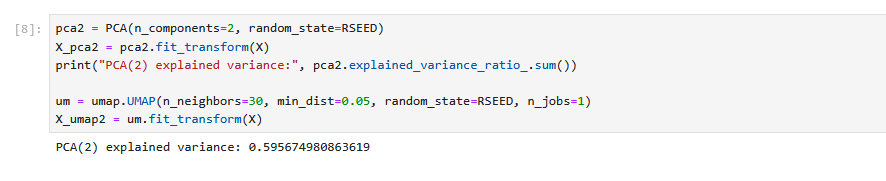 [8]:
pca2 = PCA(n_components=2, random_state=RSEED)
X_pca2 = pca2.fit_transform(X)
print("PCA(2) explained variance:", pca2.explained_variance_ratio_.sum())
um = umap.UMAP(n_neighbors=30, min_dist=0.05, random_state=RSEED, n_jobs=1)
X_umap2 = um.fit_transform(X)
PCA(2) explained variance: 0.595674980863619